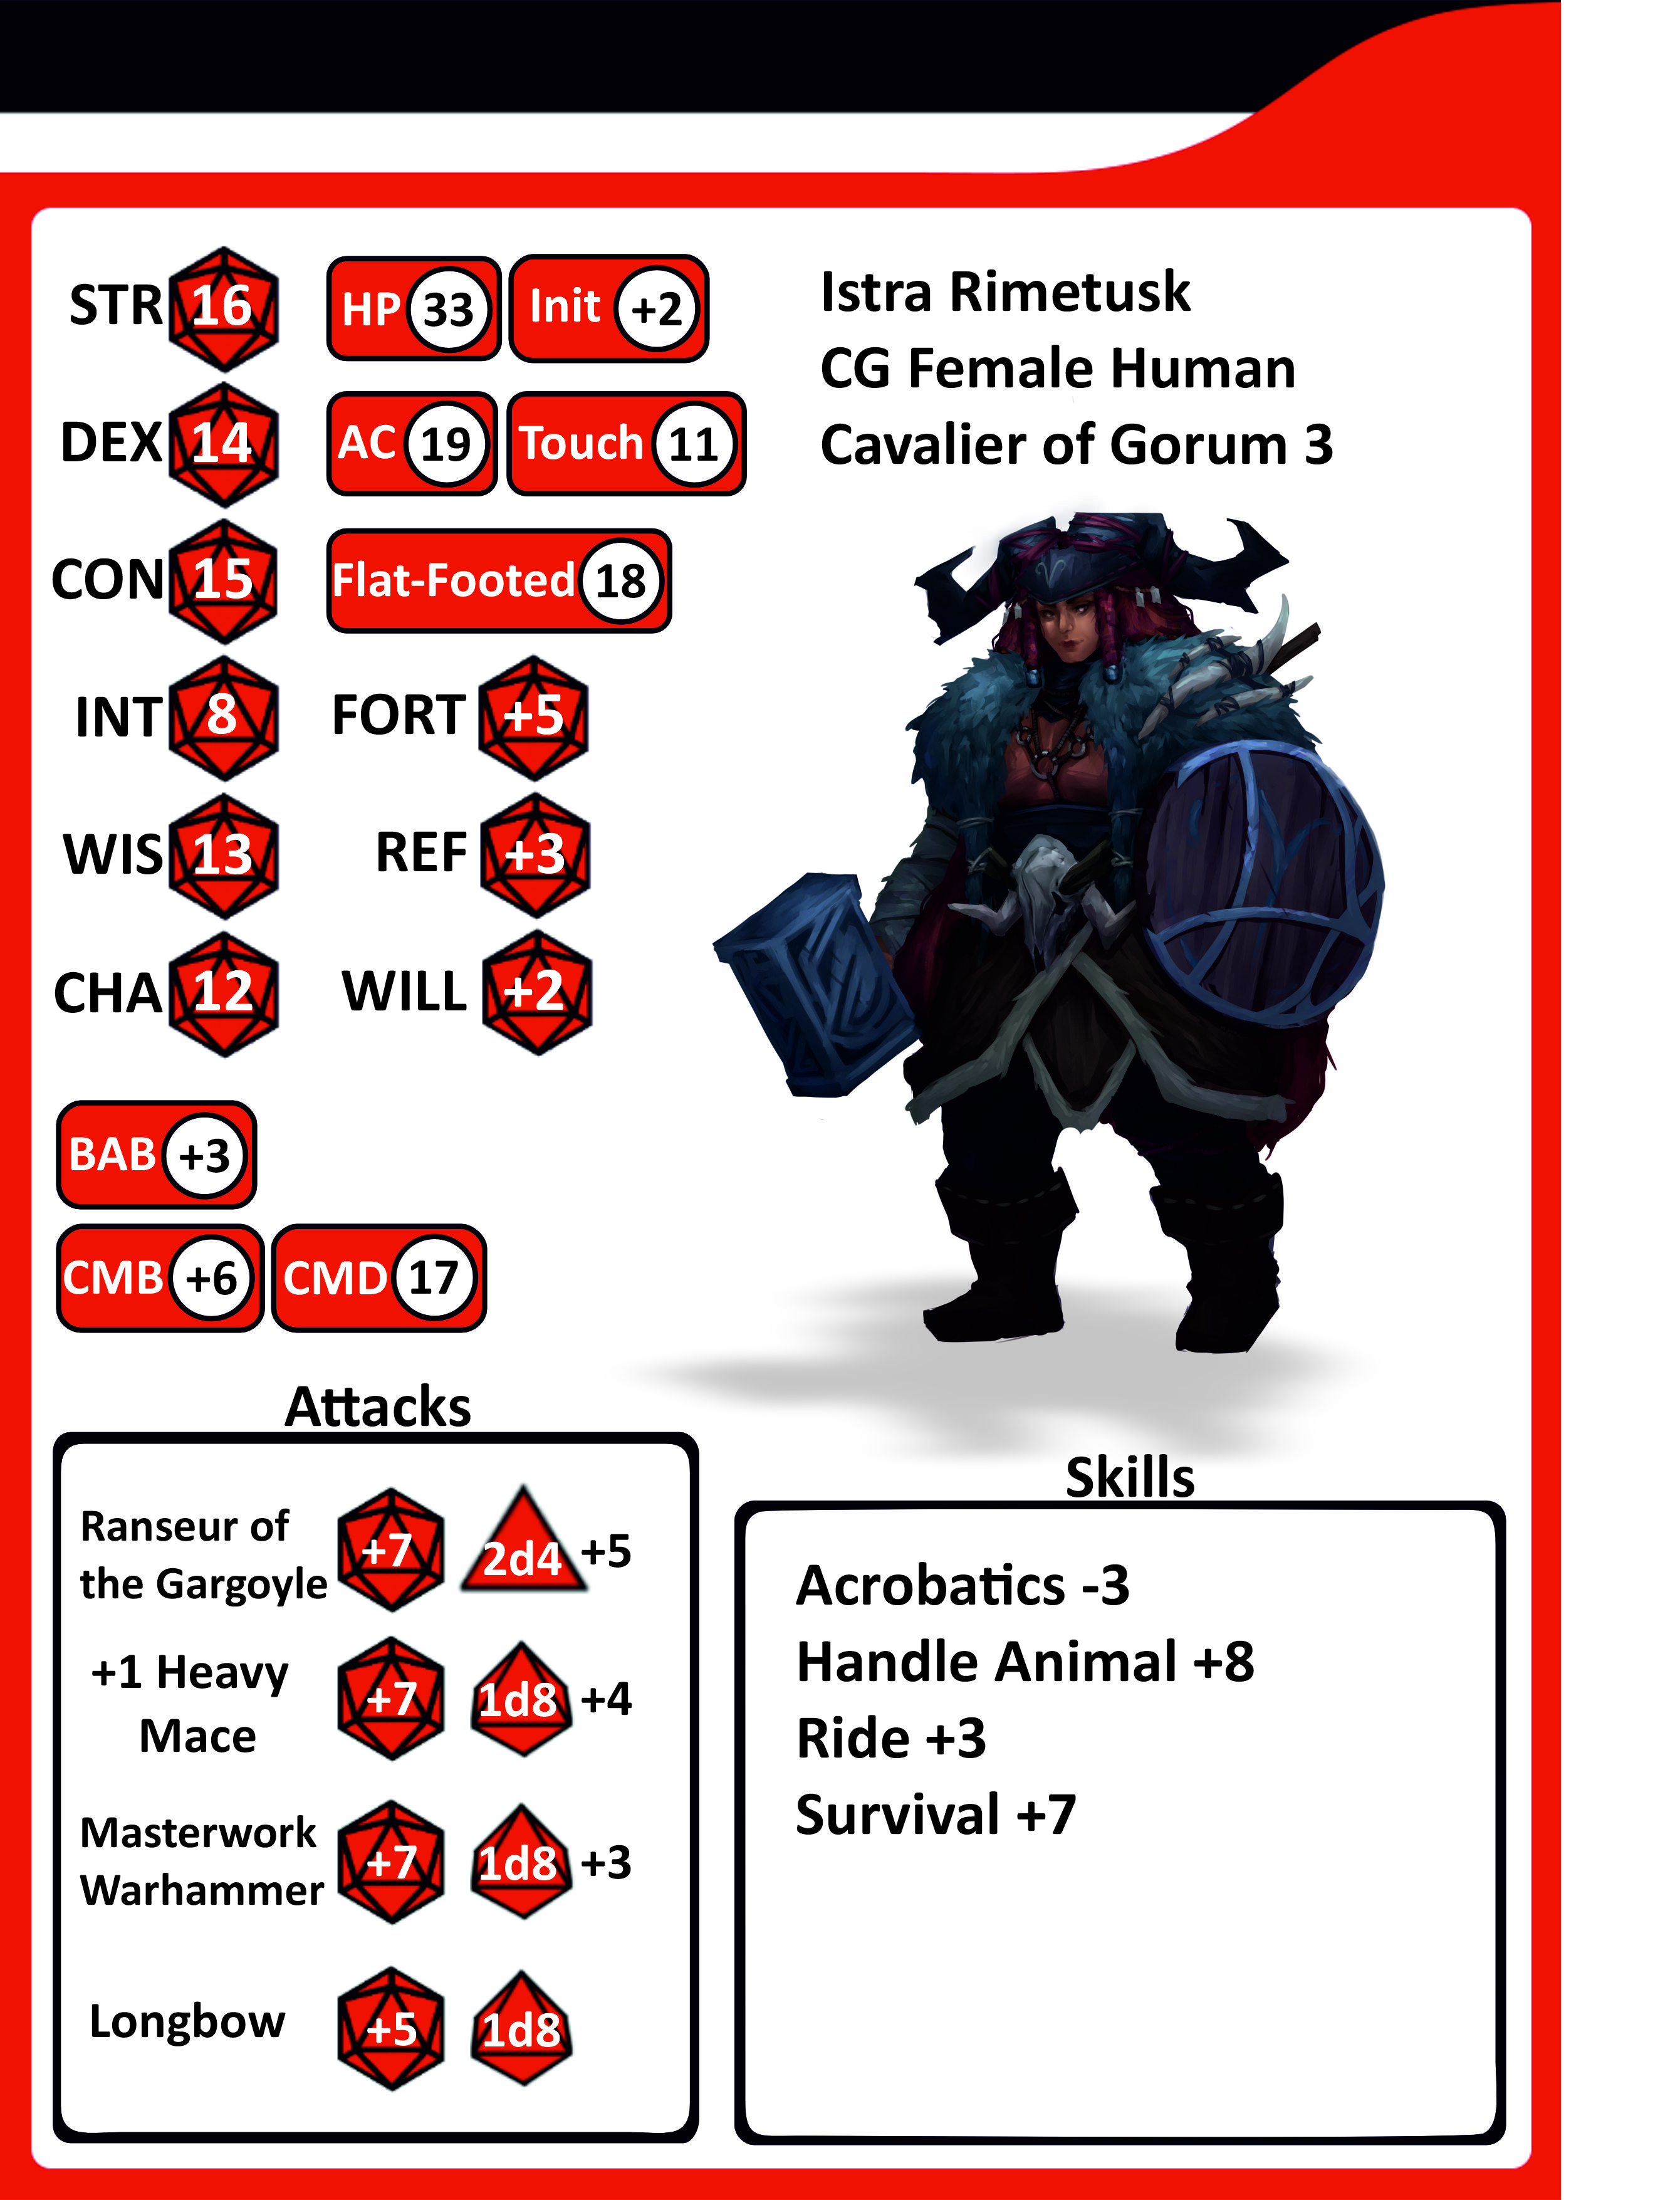 STR 16 HP 33 Init +2
Istra Rimetusk
CG Female Human
Cavalier of Gorum 3
DEX 14 AC 19 Touch 11
CON 15 Flat-Footed 18
INT 8 FORT +5
WIS 13 REF +3
CHA 12 WILL +2
BAB +3
CMB +6 CMD 17
Attacks
Ranseur of
the Gargoyle +7 2d4 +5
+1 Heavy
Mace +7 1d8 +4
Masterwork
Warhammer +7 1d8 +3
Longbow +5 1d8
Skills
Acrobatics -3
Handle Animal +8
Ride +3
Survival +7